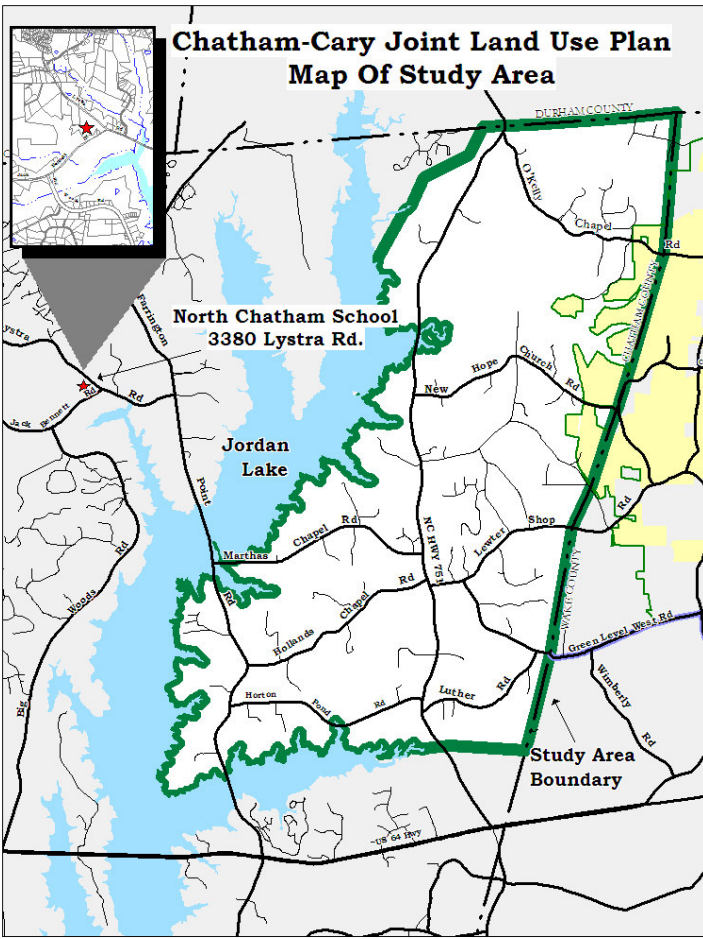 Chatham-Cary Joint Land Use Plan
Map Of Study Area
DURHAM COUNTY
O'Kelly
Chapel
Rd
CHATHAM COUNTY
Farrington
North Chatham School
3380 Lystra Rd.
ystra
Rd
Jack
Bennett
Rd
New
Hope
Church
Rd
Jordan
Lake
Point
Rd
NC HWY 751
Marthas
Chapel
Rd
Lewter
Shop
Rd
Big
Woods
Rd
Hollands
Chapel
Rd
WAKE COUNTY
Green Level West Rd
Horton
Pond
Rd
Luther
Rd
Wimberly
Rd
Study Area
Boundary
US 64 Hwy